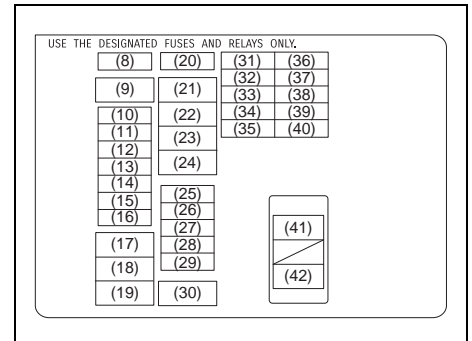 USE THE DESIGNATED FUSES AND RELAYS ONLY.
(8) (20) (31) (36)
(32) (37)
(9) (21) (33) (38)
(10) (22) (34) (39)
(11) (23) (35) (40)
(12)
(13) (24)
(14)
(15) (25)
(16) (26)
(27) (41)
(17) (28)
(18) (29)
(42)
(19) (30)